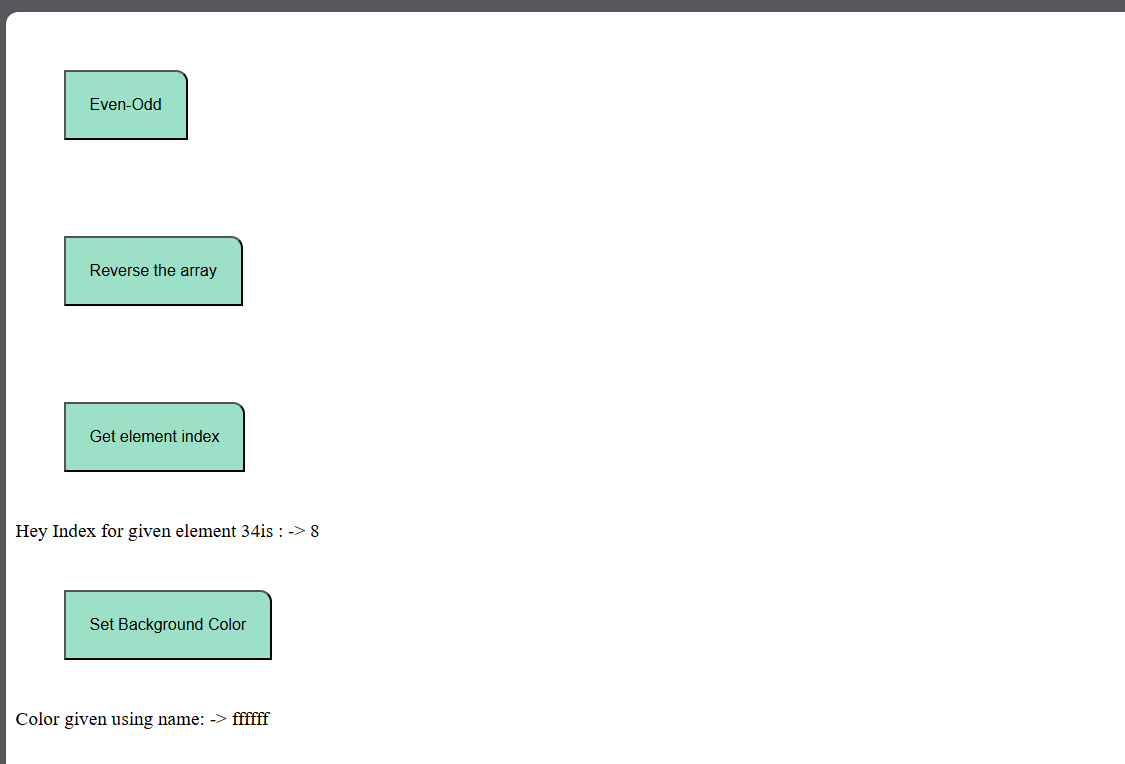 Even-Odd
Reverse the array
Get element index
Hey Index for given element 34is : -> 8
Set Background Color
Color given using name: -> ffffff